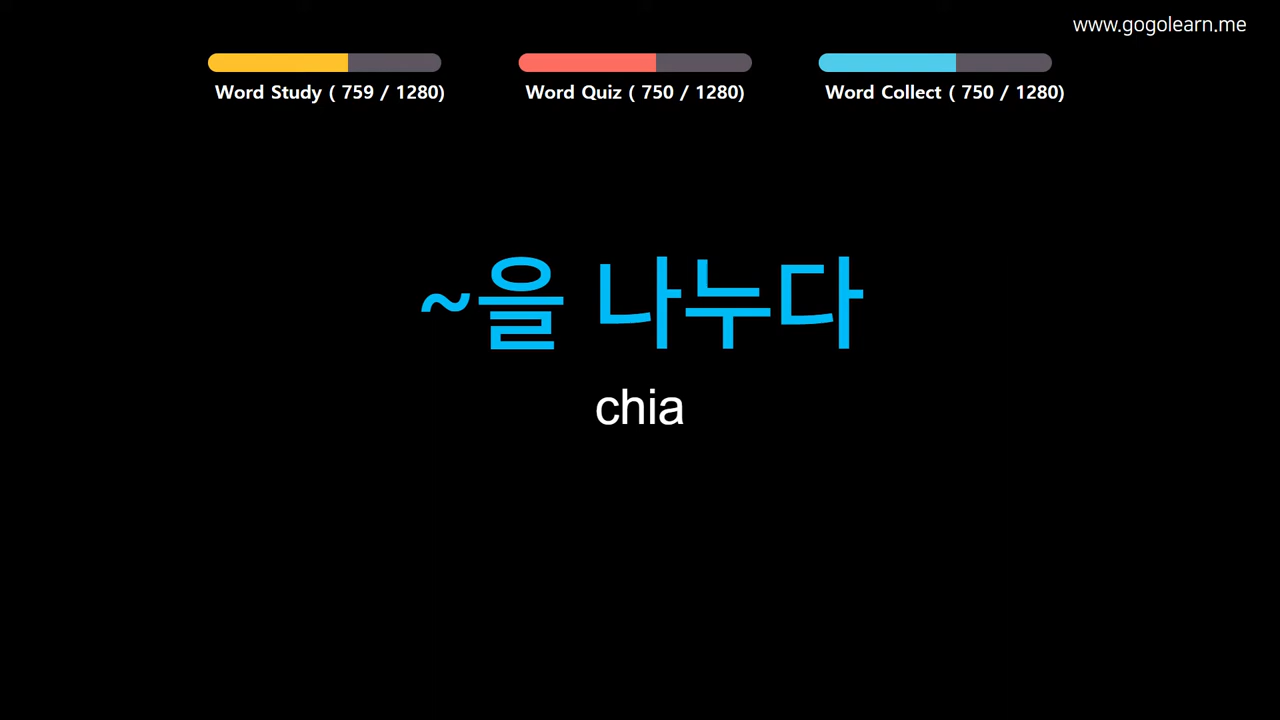 www.gogolearn.me
Word Study ( 759 / 1280)
Word Quiz ( 750 / 1280)
Word Collect ( 750 / 1280)
~을 나누다
chia